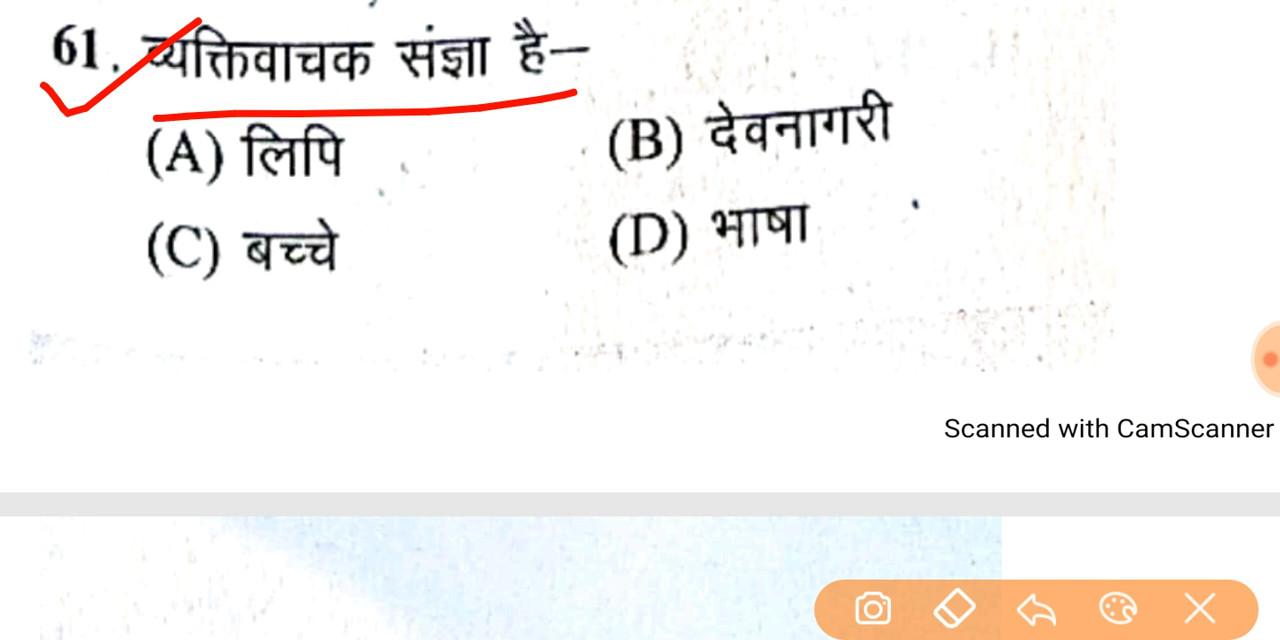 61. व्यक्तिवाचक संज्ञा है—
(A) लिपि (B) देवनागरी
(C) बच्चे (D) भाषा
Scanned with CamScanner